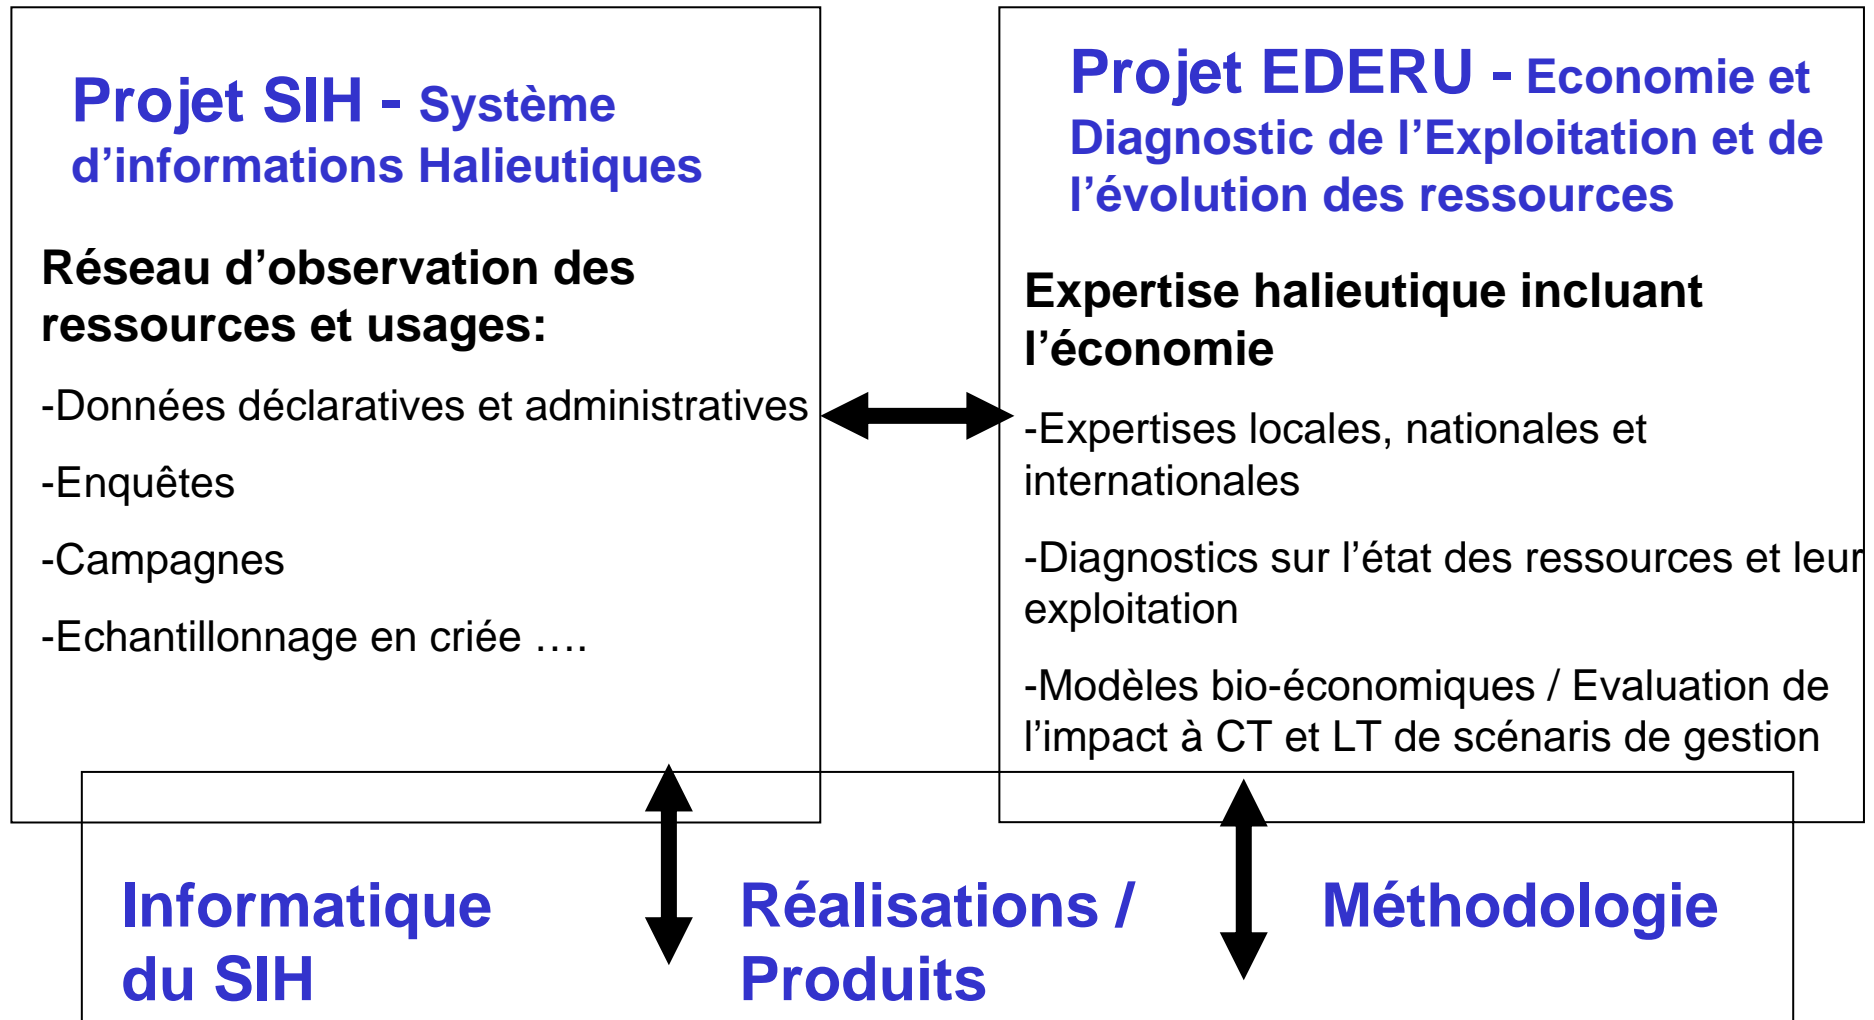 Projet SIH - Système
d’informations Halieutiques
Réseau d’observation des
ressources et usages:
-Données déclaratives et administratives
-Enquêtes
-Campagnes
-Echantillonnage en criée ….
Projet EDERU - Economie et
Diagnostic de l’Exploitation et de
l’évolution des ressources
Expertise halieutique incluant
l’économie
-Expertises locales, nationales et
internationales
-Diagnostics sur l’état des ressources et leur
exploitation
-Modèles bio-économiques / Evaluation de
l’impact à CT et LT de scénaris de gestion
Informatique
du SIH
Réalisations /
Produits
Méthodologie